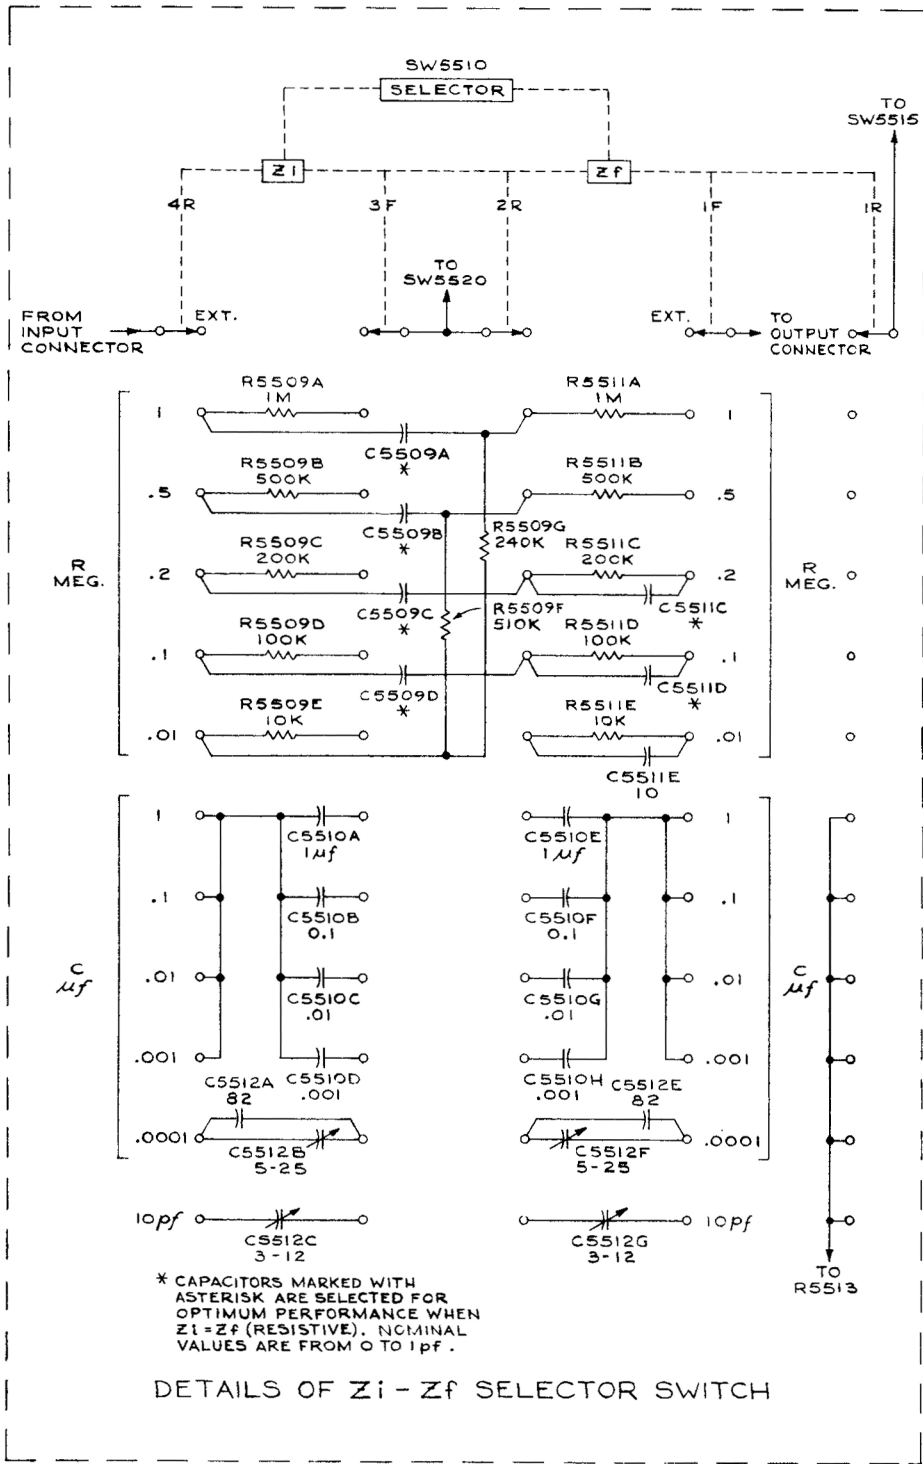 SW5510
SELECTOR
TO
SW5515
Zi
Zf
4R
3F
2R
1F
1R
TO
SW5520
FROM
INPUT
CONNECTOR
EXT.
EXT.
TO
OUTPUT
CONNECTOR
R5509A
1M
R5511A
1M
1
1
C5509A
*
R5509B
500K
R5511B
500K
.5
.5
C5509B
*
R5509G
240K
R5509C
200K
R5511C
200K
R
MEG.
.2
.2
R
MEG.
C5509C
*
R5509F
510K
C5511C
*
R5509D
100K
R5511D
100K
.1
.1
C5509D
*
C5511D
*
R5509E
10K
R5511E
10K
.01
.01
C5511E
10
1
1
C5510A
1µf
C5510E
1µf
.1
.1
C5510B
0.1
C5510F
0.1
C
µf
.01
.01
C
µf
C5510C
.01
C5510G
.01
.001
.001
C5510D
.001
C5510H
.001
C5512A
82
C5512E
82
.0001
.0001
C5512B
5-25
C5512F
5-25
10pf
10pf
C5512C
3-12
C5512G
3-12
TO
R5513
* CAPACITORS MARKED WITH
ASTERISK ARE SELECTED FOR
OPTIMUM PERFORMANCE WHEN
Zi=Zf (RESISTIVE). NOMINAL
VALUES ARE FROM 0 TO 1pf.
DETAILS OF Zi-Zf SELECTOR SWITCH